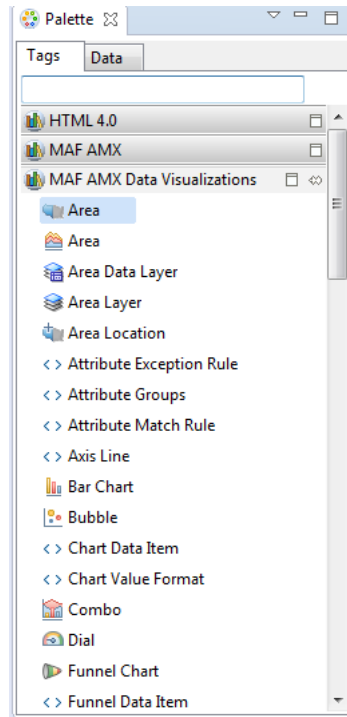 Palette
Tags Data
HTML 4.0
MAF AMX
MAF AMX Data Visualizations
Area
Area
Area Data Layer
Area Layer
Area Location
Attribute Exception Rule
Attribute Groups
Attribute Match Rule
Axis Line
Bar Chart
Bubble
Chart Data Item
Chart Value Format
Combo
Dial
Funnel Chart
Funnel Data Item